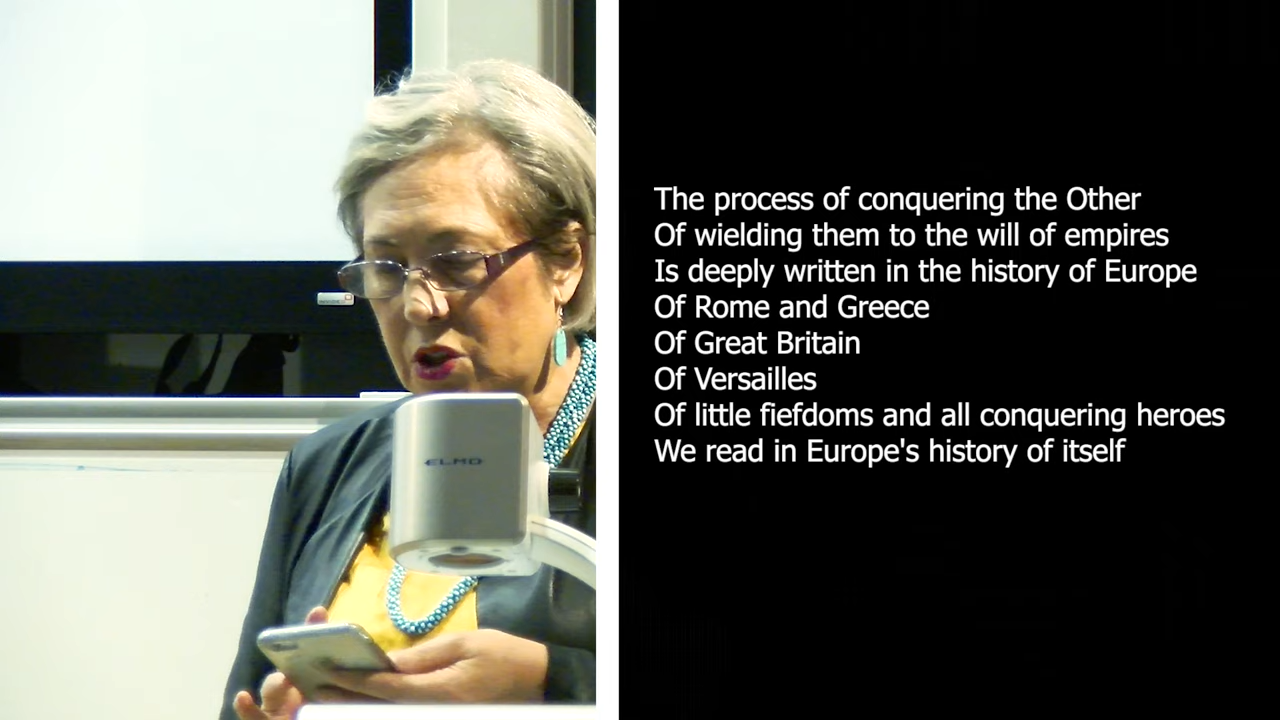 ELMO
The process of conquering the Other
Of wielding them to the will of empires
Is deeply written in the history of Europe
Of Rome and Greece
Of Great Britain
Of Versailles
Of little fiefdoms and all conquering heroes
We read in Europe's history of itself